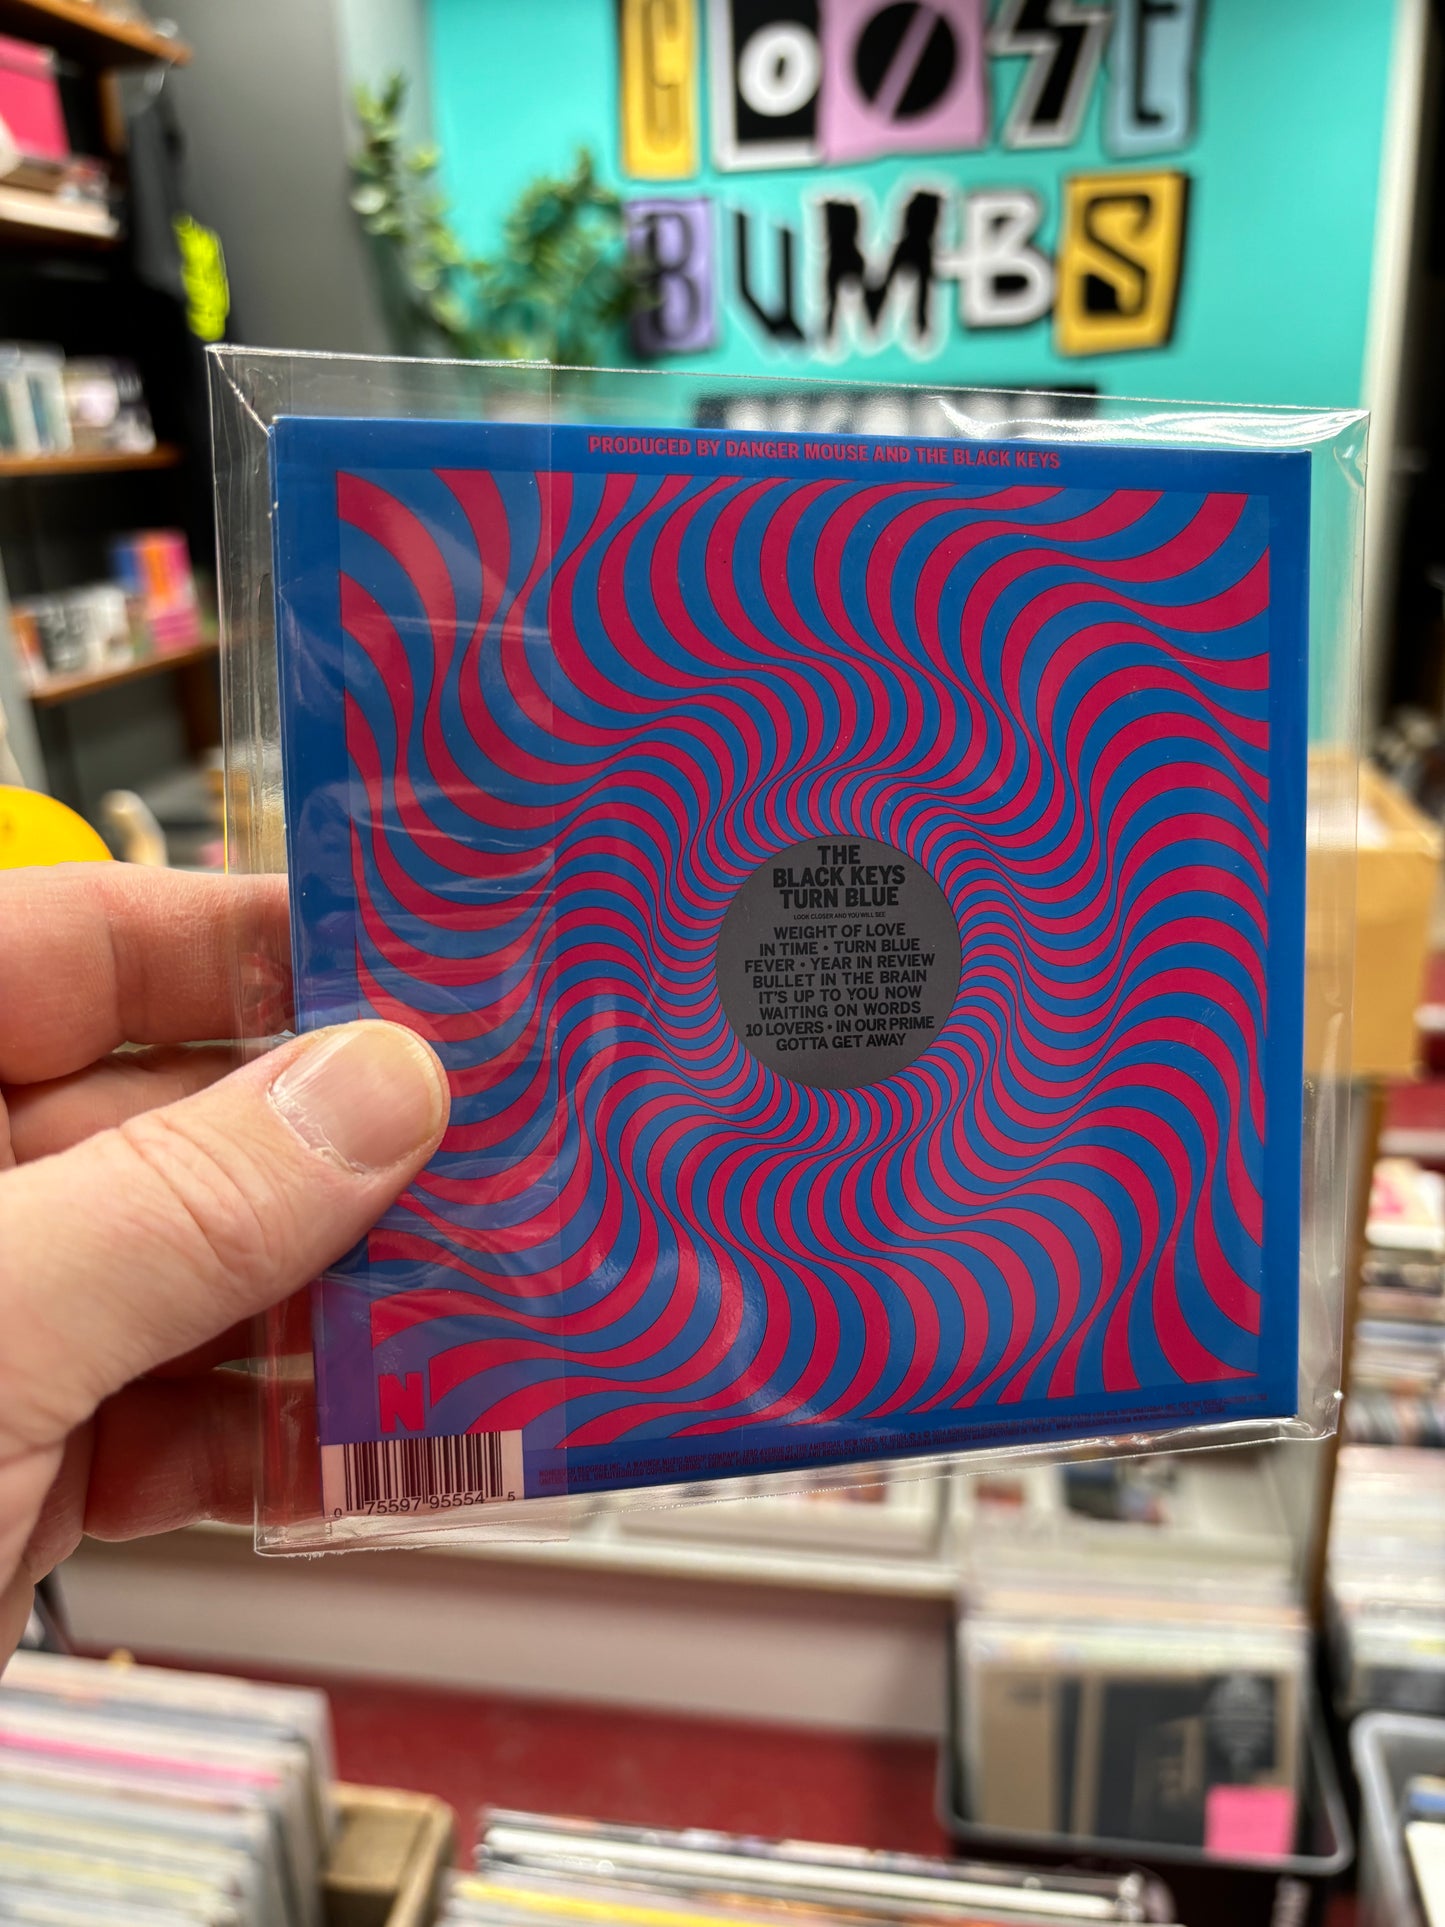 GOOSE
BUMBS
PRODUCED BY DANGER MOUSE AND THE BLACK KEYS
THE
BLACK KEYS
TURN BLUE
LOOK CLOSER AND YOU WILL SEE
WEIGHT OF LOVE
IN TIME • TURN BLUE
FEVER • YEAR IN REVIEW
BULLET IN THE BRAIN
IT'S UP TO YOU NOW
WAITING ON WORDS
10 LOVERS • IN OUR PRIME
GOTTA GET AWAY
N
0 75597 95554 5